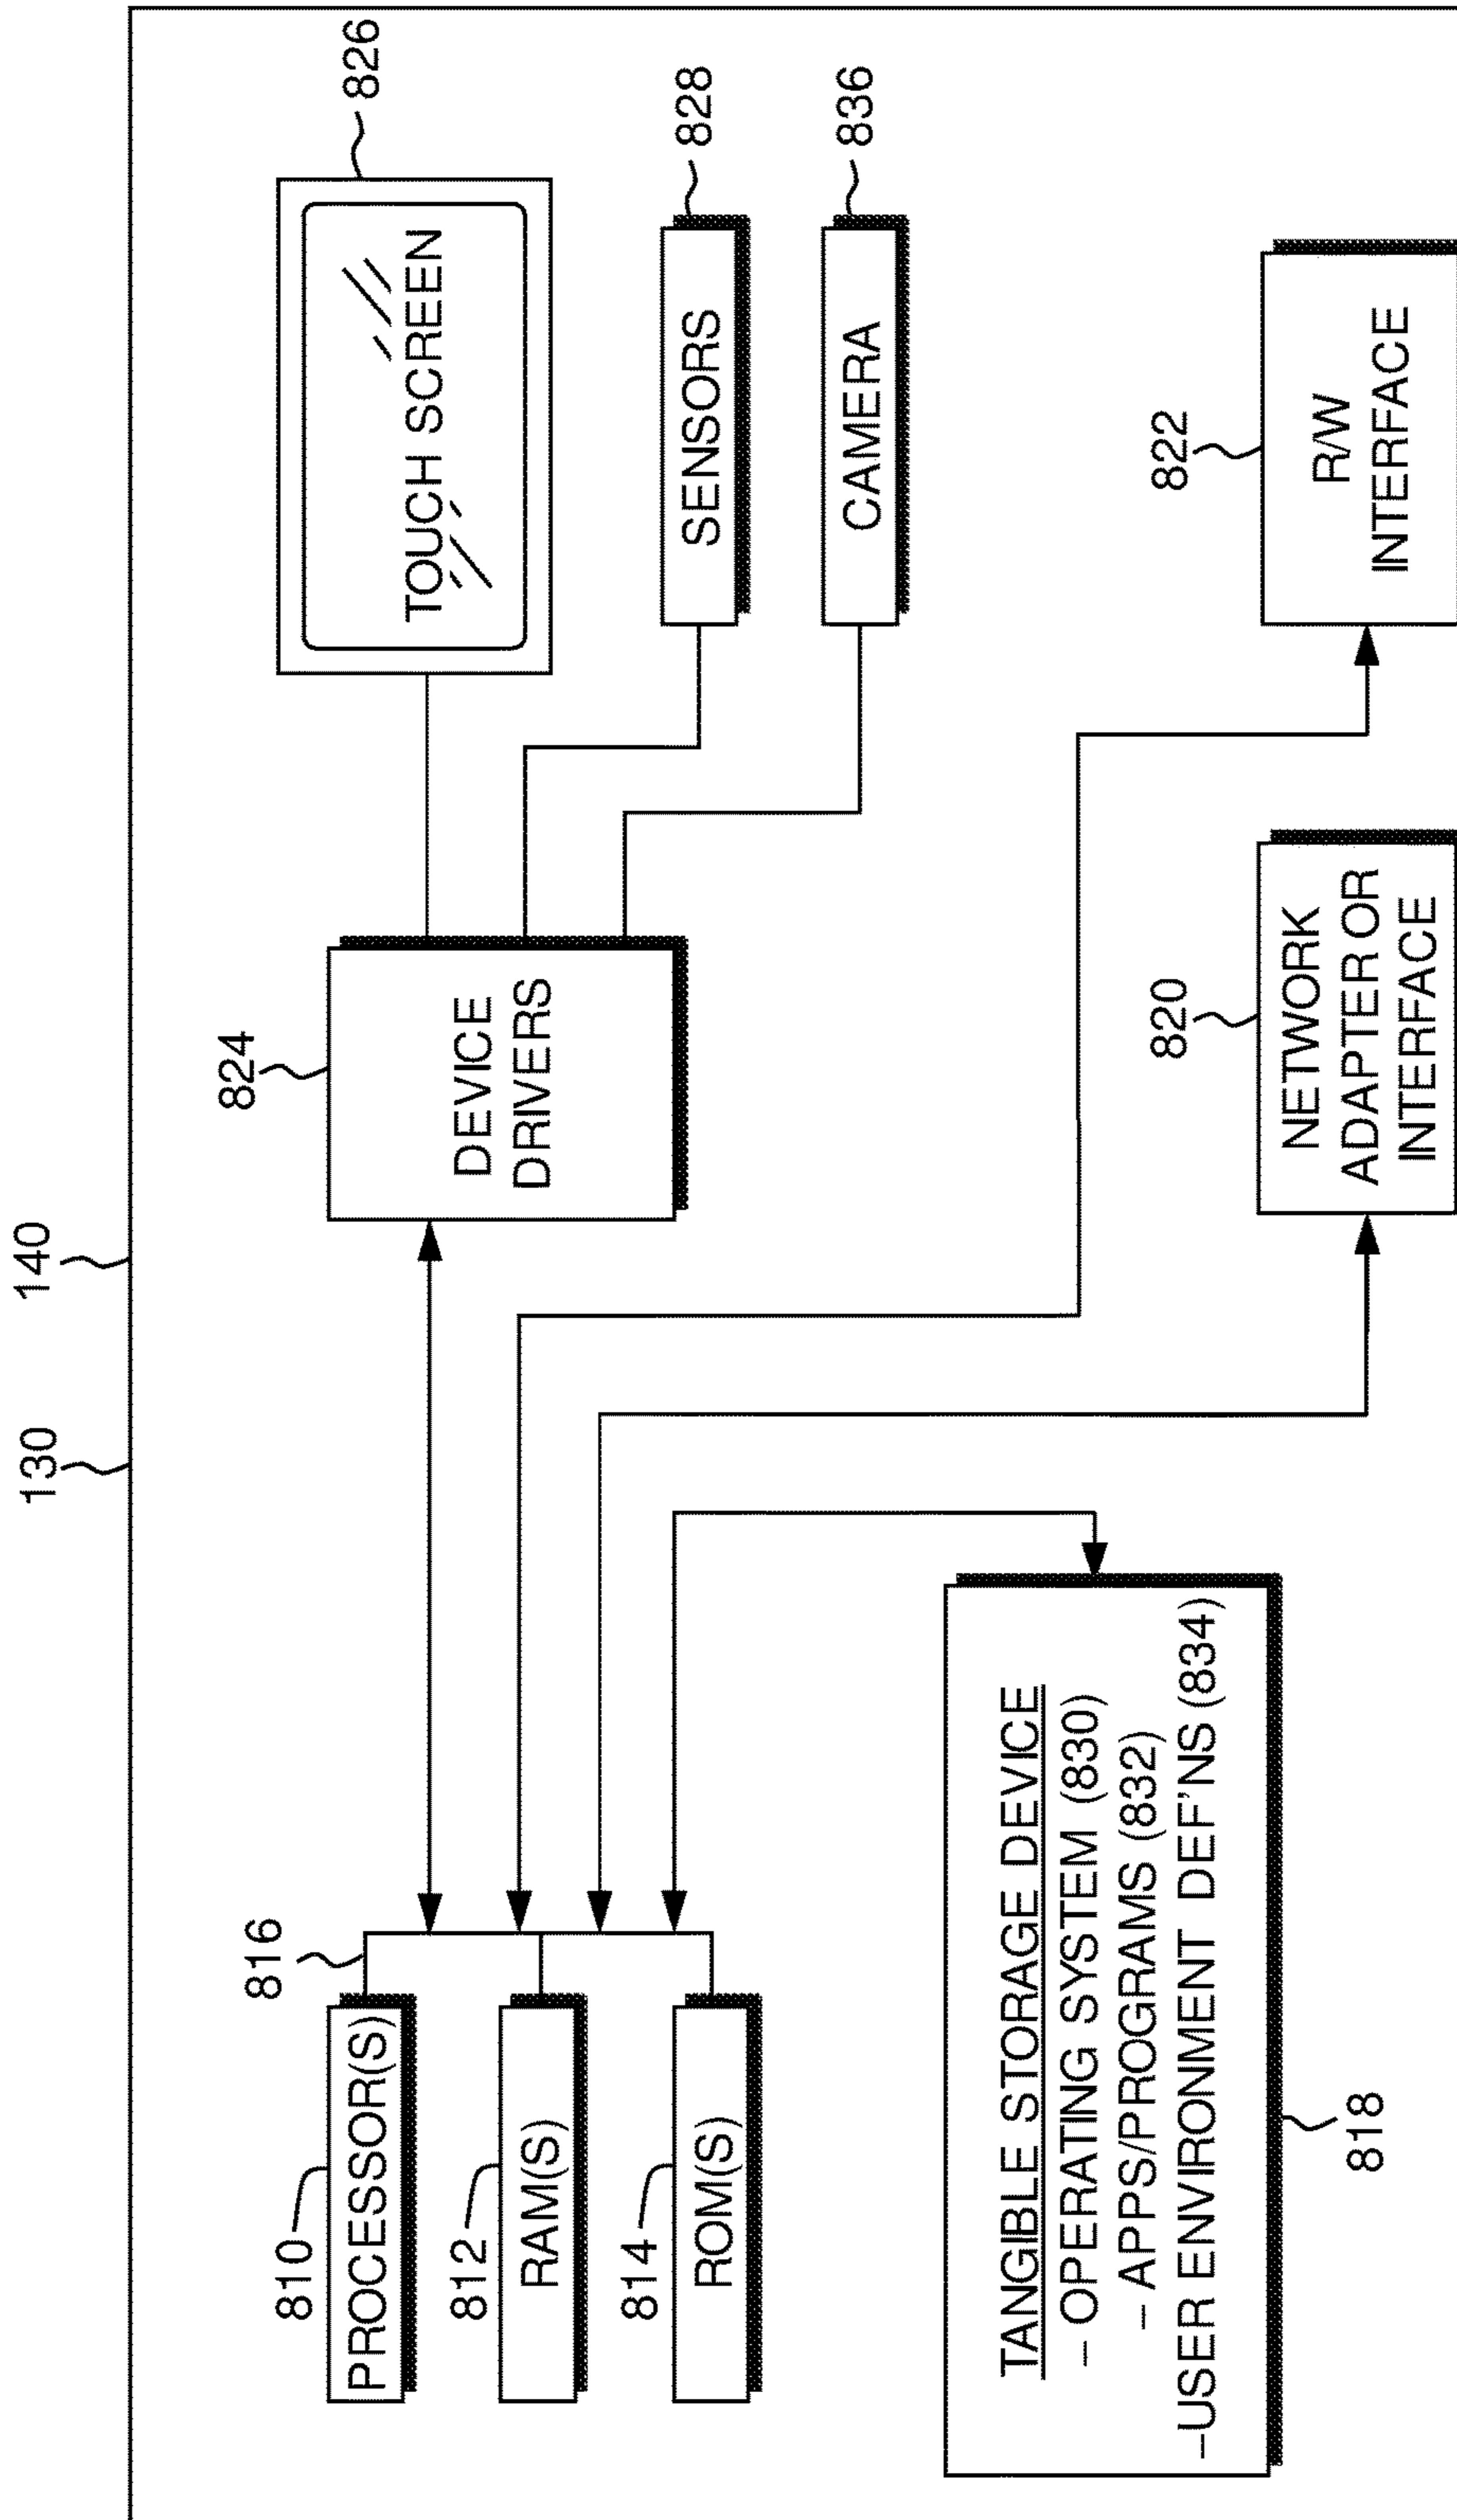 130
140
810
PROCESSOR(S)
816
812
RAM(S)
814
ROM(S)
824
DEVICE
DRIVERS
826
TOUCH SCREEN
SENSORS
828
CAMERA
836
TANGIBLE STORAGE DEVICE
– OPERATING SYSTEM (830)
– APPS/PROGRAMS (832)
–USER ENVIRONMENT DEF'NS (834)
818
820
NETWORK
ADAPTER OR
INTERFACE
822
R/W
INTERFACE